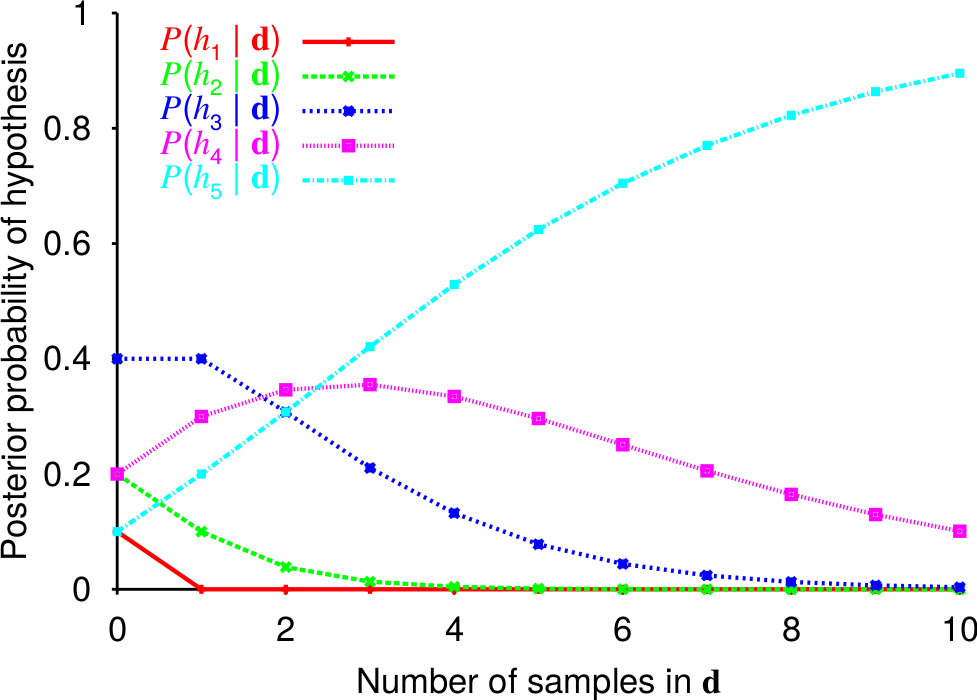 Posterior probability of hypothesis
1
0.8
0.6
0.4
0.2
0
P(h1 | d)
P(h2 | d)
P(h3 | d)
P(h4 | d)
P(h5 | d)
0 2 4 6 8 10
Number of samples in d